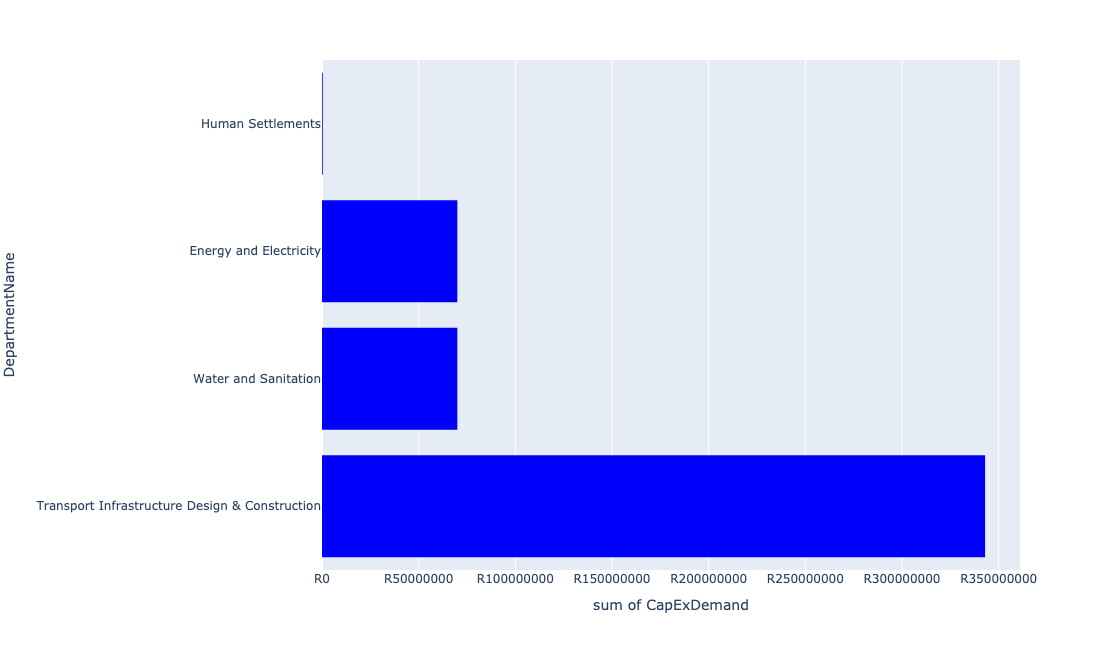 Human Settlements
Energy and Electricity
Water and Sanitation
Transport Infrastructure Design & Construction
DepartmentName
R0
R50000000
R100000000
R150000000
R200000000
R250000000
R300000000
R350000000
sum of CapExDemand